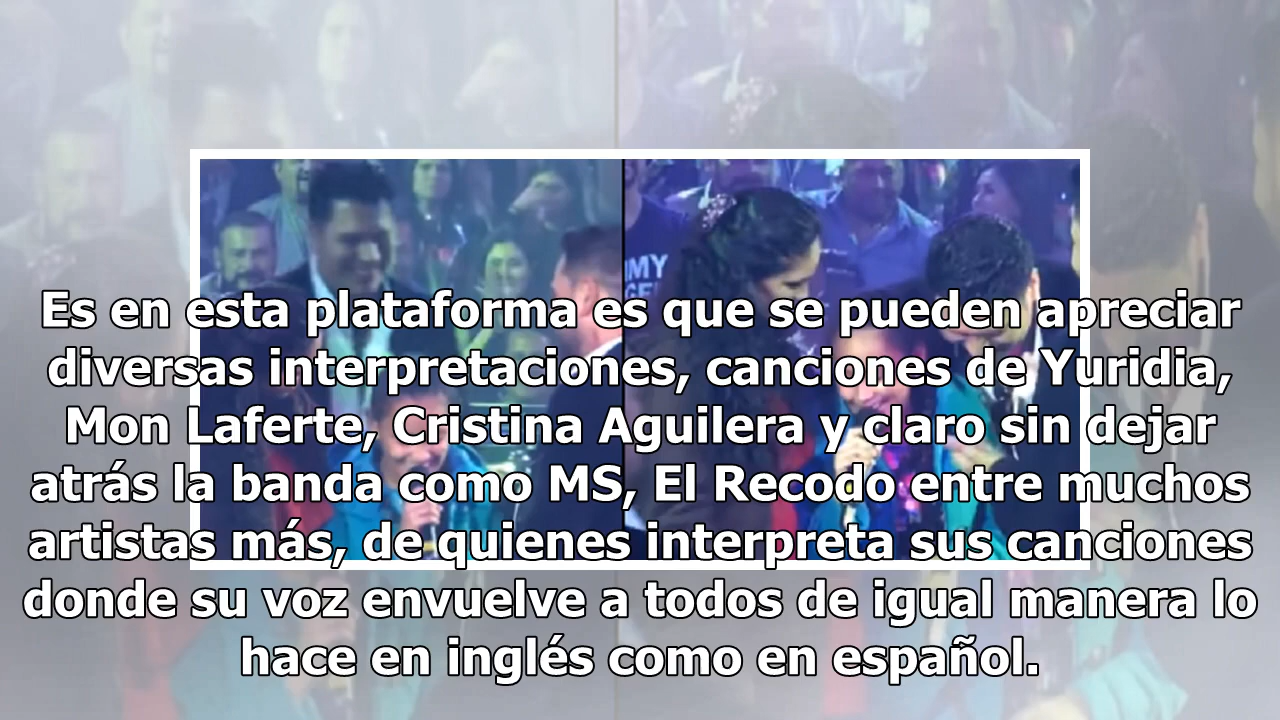 Es en esta plataforma es que se pueden apreciar
diversas interpretaciones, canciones de Yuridia,
Mon Laferte, Cristina Aguilera y claro sin dejar
atrás la banda como MS, El Recodo entre muchos
artistas más, de quienes interpreta sus canciones
donde su voz envuelve a todos de igual manera lo
hace en inglés como en español.